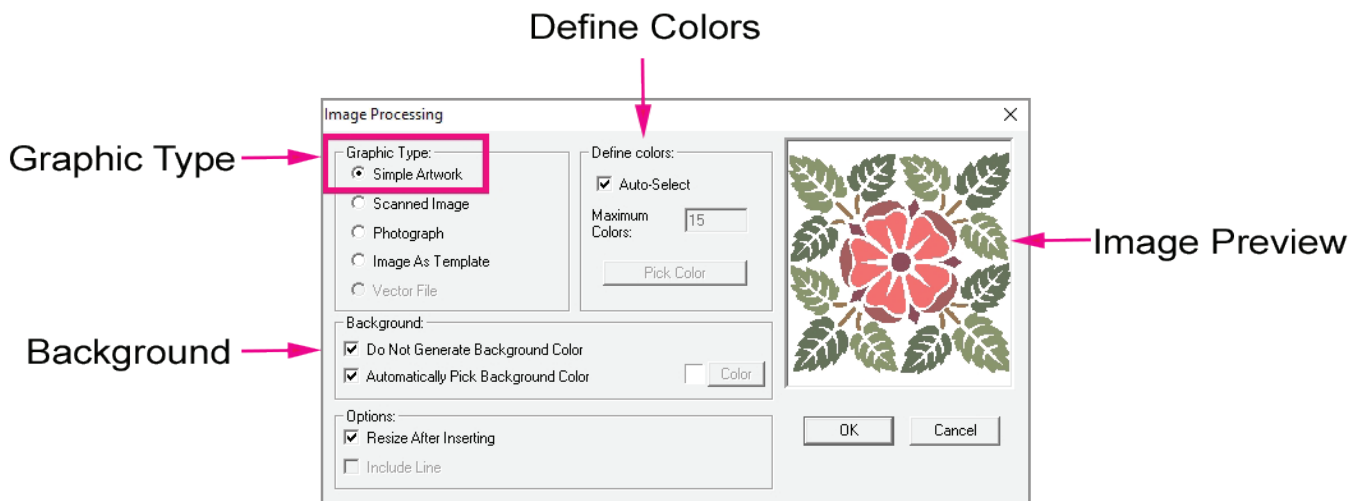 Define Colors
Image Processing
Graphic Type
Graphic Type:
Simple Artwork
Scanned Image
Photograph
Image As Template
Vector File
Define colors:
Auto-Select
Maximum
Colors:
15
Pick Color
Image Preview
Background
Background:
Do Not Generate Background Color
Automatically Pick Background Color
Color
Options:
Resize After Inserting
Include Line
OK
Cancel